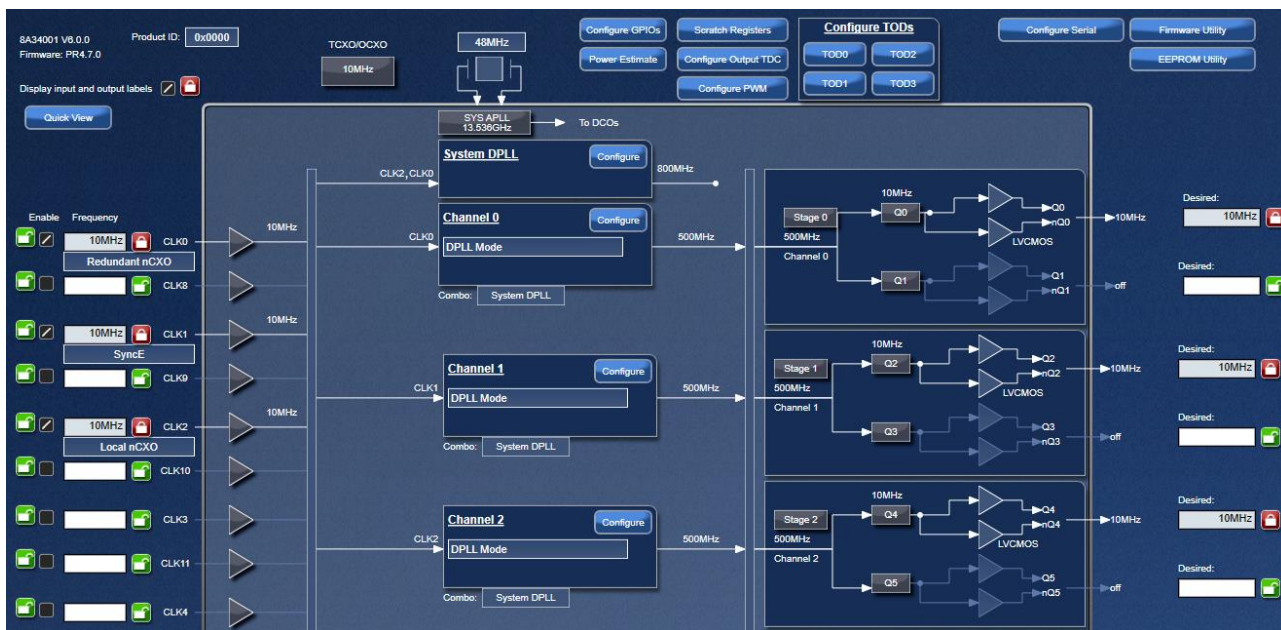 8A34001 V6.0.0
Product ID: 0x0000
Firmware: PR4.7.0
Display input and output labels
Quick View
TCXO/OCXO
10MHz
48MHz
SYS APLL
13.536GHz
To DCOs
Configure GPIOs
Scratch Registers
Power Estimate
Configure Output TDC
Configure PWM
Configure TODs
TOD0
TOD2
TOD1
TOD3
Configure Serial
Firmware Utility
EEPROM Utility
Enable
Frequency
10MHz
CLK0
Redundant nCXO
CLK8
10MHz
CLK1
SyncE
CLK9
10MHz
CLK2
Local nCXO
CLK10
CLK3
CLK11
CLK4
10MHz
10MHz
10MHz
System DPLL
Configure
CLK2,CLK0
800MHz
Channel 0
Configure
CLK0
DPLL Mode
500MHz
Combo: System DPLL
Channel 1
Configure
CLK1
DPLL Mode
500MHz
Combo: System DPLL
Channel 2
Configure
CLK2
DPLL Mode
500MHz
Combo: System DPLL
Stage 0
500MHz
Channel 0
10MHz
Q0
Q0
nQ0
LVCMOS
10MHz
Q1
Q1
nQ1
off
Stage 1
500MHz
Channel 1
10MHz
Q2
Q2
nQ2
LVCMOS
10MHz
Q3
Q3
nQ3
off
Stage 2
500MHz
Channel 2
10MHz
Q4
Q4
nQ4
LVCMOS
10MHz
Q5
Q5
nQ5
off
Desired:
10MHz
Desired:
Desired:
10MHz
Desired:
Desired:
10MHz
Desired: